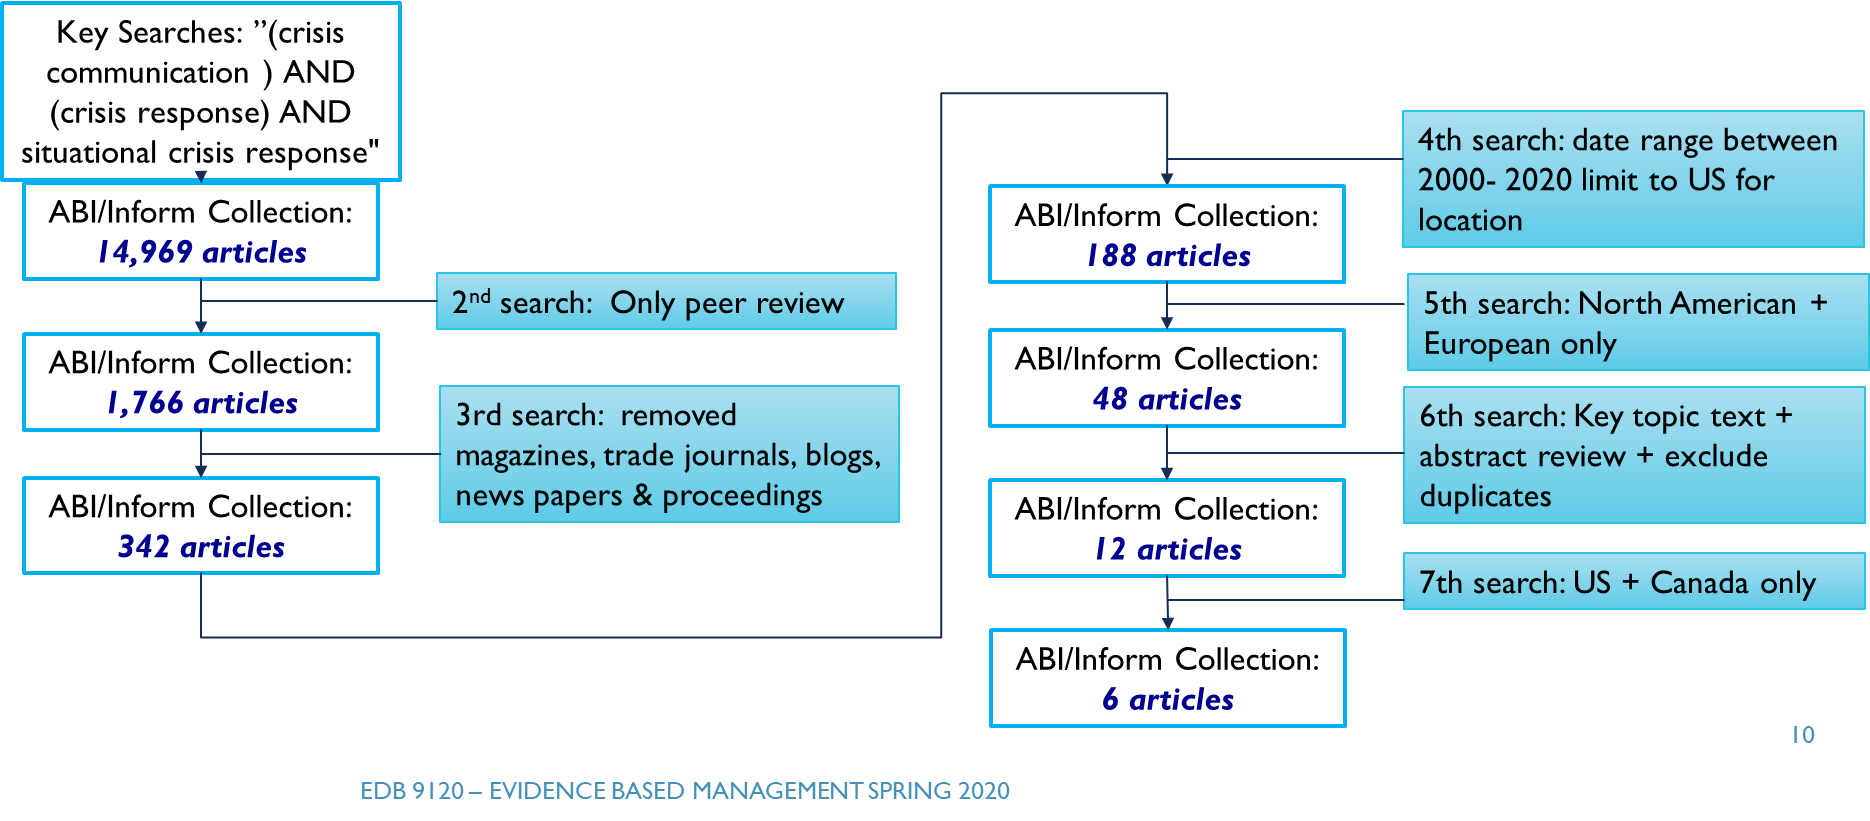 Key Searches: ”(crisis
communication ) AND
(crisis response) AND
situational crisis response"
ABI/Inform Collection:
14,969 articles
2nd search:  Only peer review
ABI/Inform Collection:
1,766 articles
3rd search:  removed
magazines, trade journals, blogs,
news papers & proceedings
ABI/Inform Collection:
342 articles
4th search: date range between
2000- 2020 limit to US for
location
ABI/Inform Collection:
188 articles
5th search: North American +
European only
ABI/Inform Collection:
48 articles
6th search: Key topic text +
abstract review + exclude
duplicates
ABI/Inform Collection:
12 articles
7th search: US + Canada only
ABI/Inform Collection:
6 articles
10
EDB 9120 – EVIDENCE BASED MANAGEMENT SPRING 2020